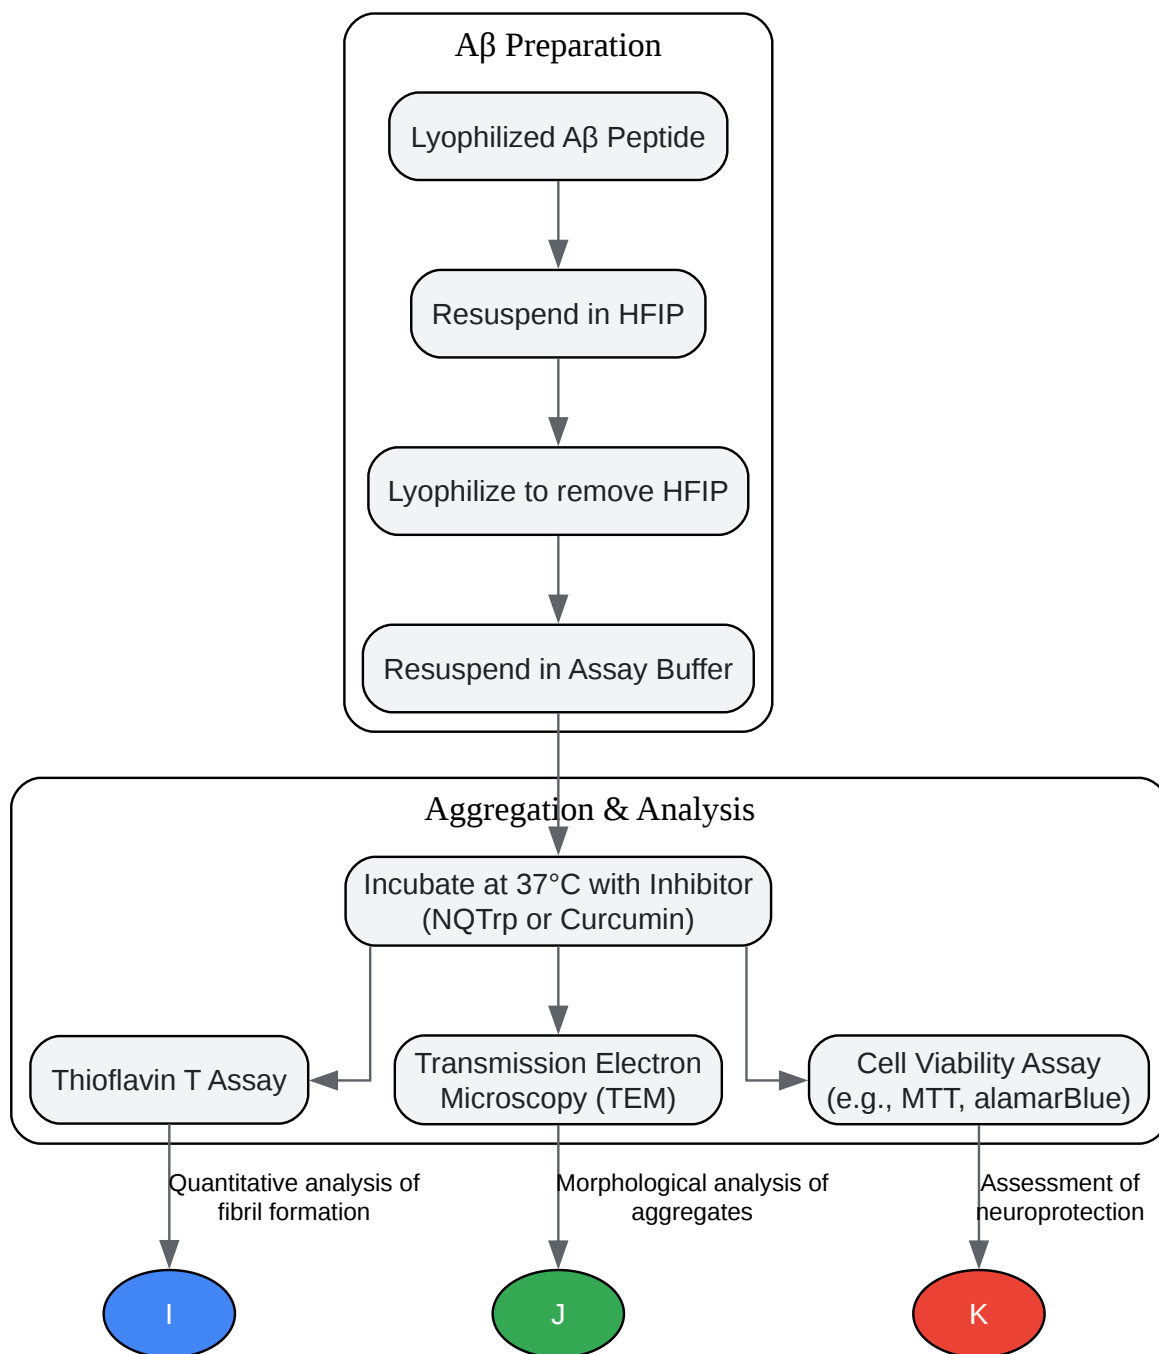 Aβ Preparation
Lyophilized Aβ Peptide
Resuspend in HFIP
Lyophilize to remove HFIP
Resuspend in Assay Buffer
Aggregation & Analysis
Incubate at 37°C with Inhibitor
(NQTrp or Curcumin)
Thioflavin T Assay
Transmission Electron
Microscopy (TEM)
Cell Viability Assay
(e.g., MTT, alamarBlue)
Quantitative analysis of
fibril formation
Morphological analysis of
aggregates
Assessment of
neuroprotection
I
J
K